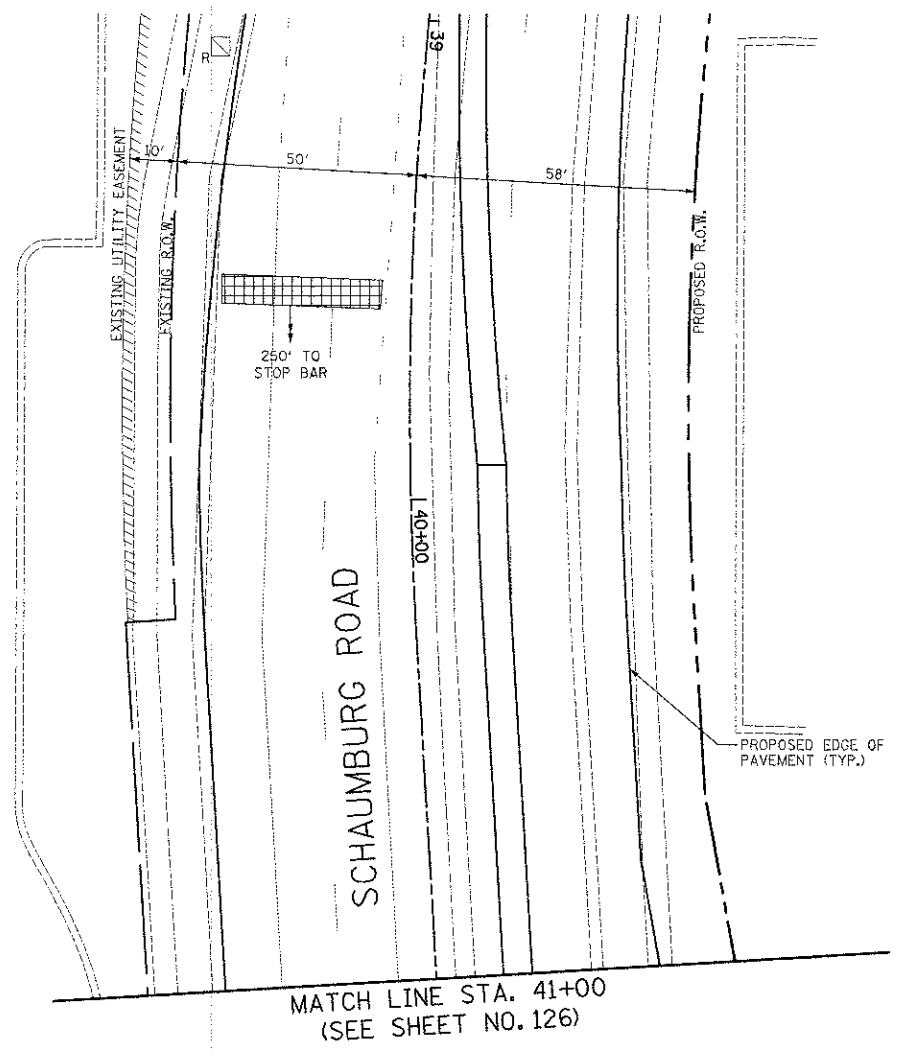 39
R
10'
50'
58'
EXISTING UTILITY EASEMENT
EXISTING R.O.W.
PROPOSED R.O.W.
250' TO
STOP BAR
40+00
SCHAUMBURG ROAD
PROPOSED EDGE OF
PAVEMENT (TYP.)
MATCH LINE STA. 41+00
(SEE SHEET NO. 126)